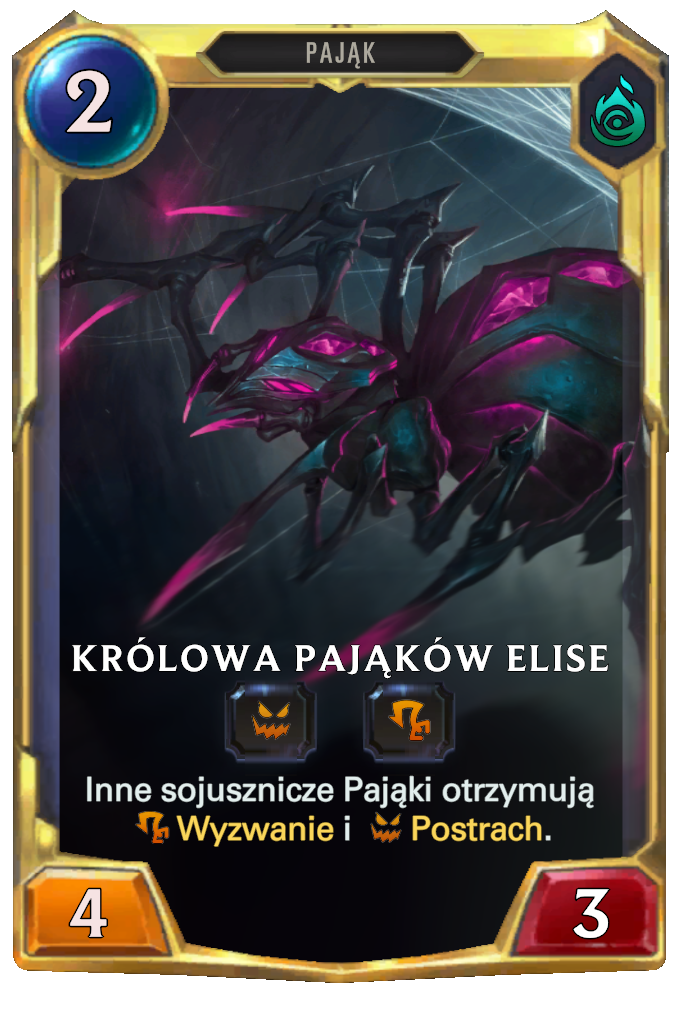 PAJĄK
2
KRÓLOWA PAJĄKÓW ELISE
Inne sojusznicze Pająki otrzymują
Wyzwanie i Postrach.
4
3